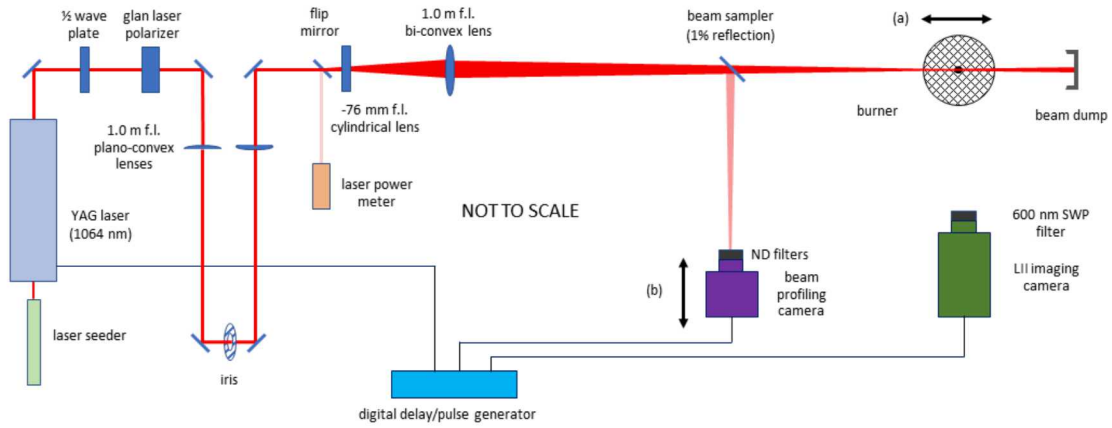 ½ wave
plate
glan laser
polarizer
flip
mirror
1.0 m f.l.
bi-convex lens
beam sampler
(1% reflection)
(a)
burner
beam dump
-76 mm f.l.
cylindrical lens
1.0 m f.l.
plano-convex
lenses
laser power
meter
NOT TO SCALE
YAG laser
(1064 nm)
laser seeder
iris
ND filters
beam
profiling
camera
(b)
600 nm SWP
filter
LII imaging
camera
digital delay/pulse generator